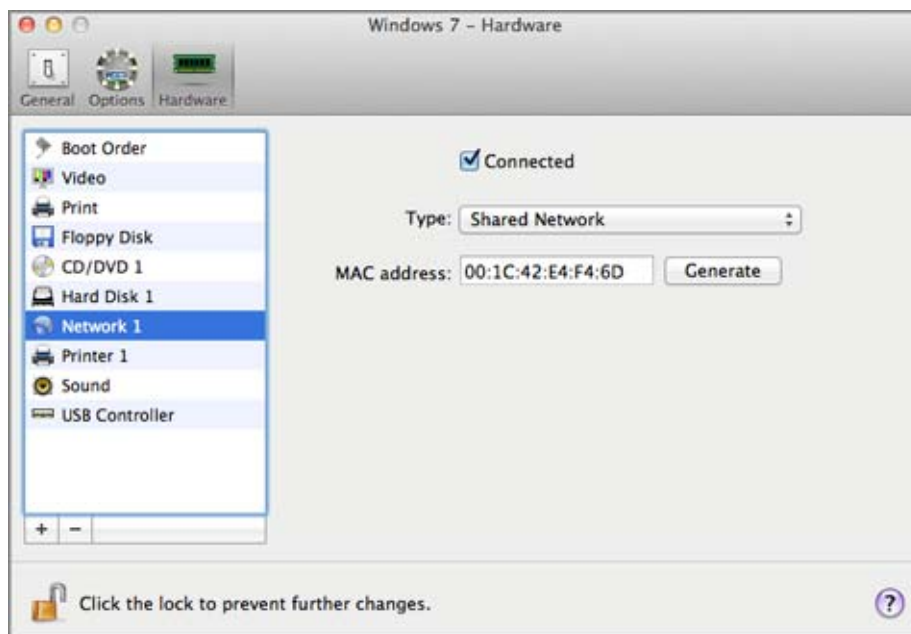 Windows 7 – Hardware
General Options Hardware
Boot Order
Video
Print
Floppy Disk
CD/DVD 1
Hard Disk 1
Network 1
Printer 1
Sound
USB Controller
+ −
Connected
Type: Shared Network
MAC address: 00:1C:42:E4:F4:6D Generate
Click the lock to prevent further changes.
?